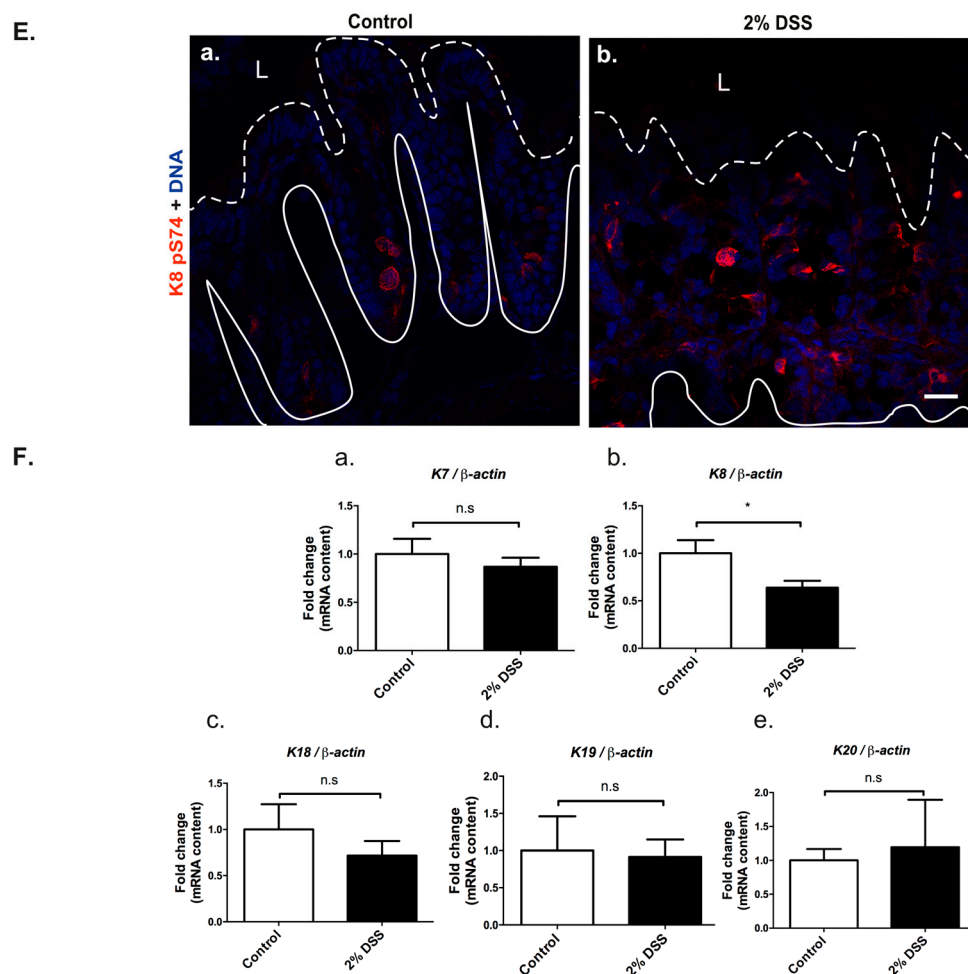 E.
Control
2% DSS
K8 pS74 + DNA
a.
L
b.
L
F.
a.
K7 / β-actin
Fold change
(mRNA content)
1.5
1.0
0.5
0.0
n.s
Control
2% DSS
b.
K8 / β-actin
Fold change
(mRNA content)
1.5
1.0
0.5
0.0
*
Control
2% DSS
c.
K18 / β-actin
Fold change
(mRNA content)
1.5
1.0
0.5
0.0
n.s
Control
2% DSS
d.
K19 / β-actin
Fold change
(mRNA content)
2.0
1.5
1.0
0.5
0.0
n.s
Control
2% DSS
e.
K20 / β-actin
Fold change
(mRNA content)
2.0
1.5
1.0
0.5
0.0
n.s
Control
2% DSS